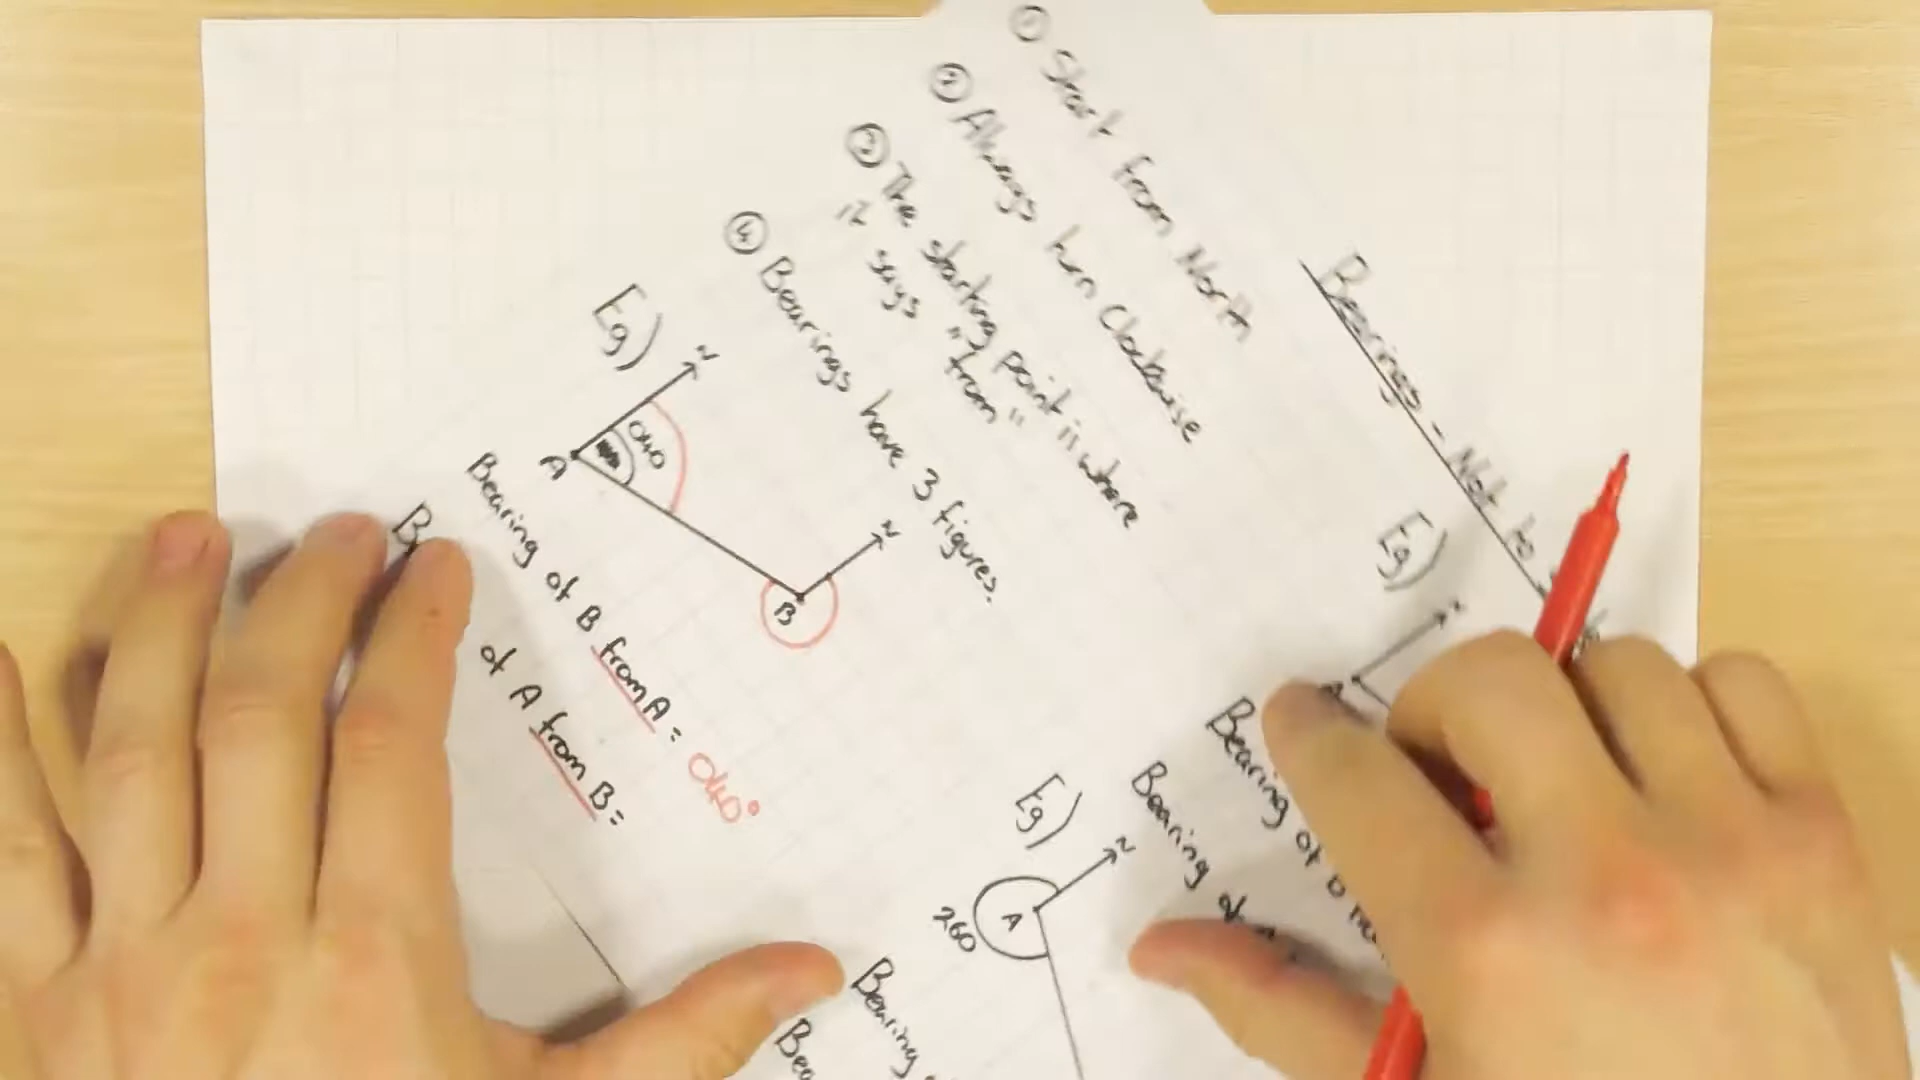 Bearings - Not to
① Start from North
② Always turn Clockwise
③ The starting point is where
it says "from"
④ Bearings have 3 figures.
Eg)
N
040
A
N
B
Bearing of B from A = 040°
of A from B =
Eg)
N
A
Bearing of
Bearing of
Eg)
N
A
260
Bearing